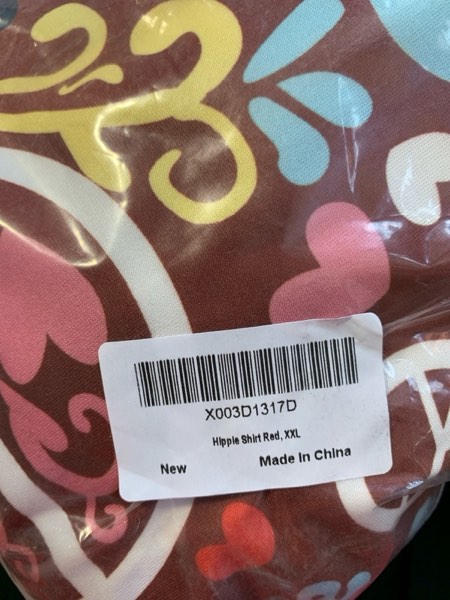 X003D1317D
Hippie Shirt Red, XXL
New Made In China